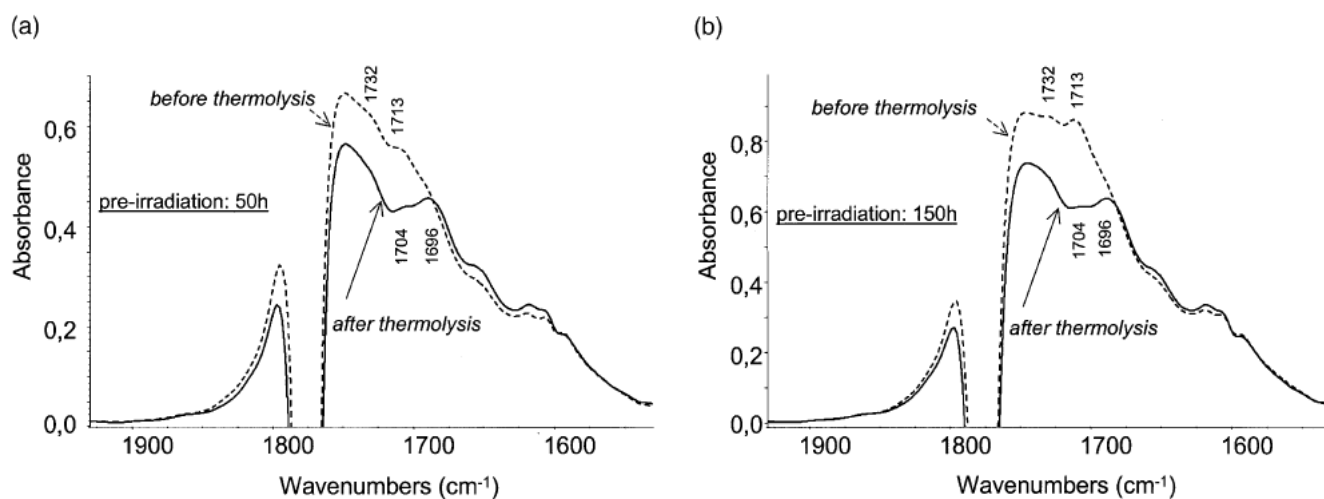 (a)
0,6
0,4
0,2
0,0
Absorbance
before thermolysis
1732
1713
pre-irradiation: 50h
1704
1696
after thermolysis
1900
1800
1700
1600
Wavenumbers (cm⁻¹)
(b)
0.8
0.6
0,4
0,2
0,0
Absorbance
before thermolysis
1732
1713
pre-irradiation: 150h
1704
1696
after thermolysis
1900
1800
1700
1600
Wavenumbers (cm⁻¹)